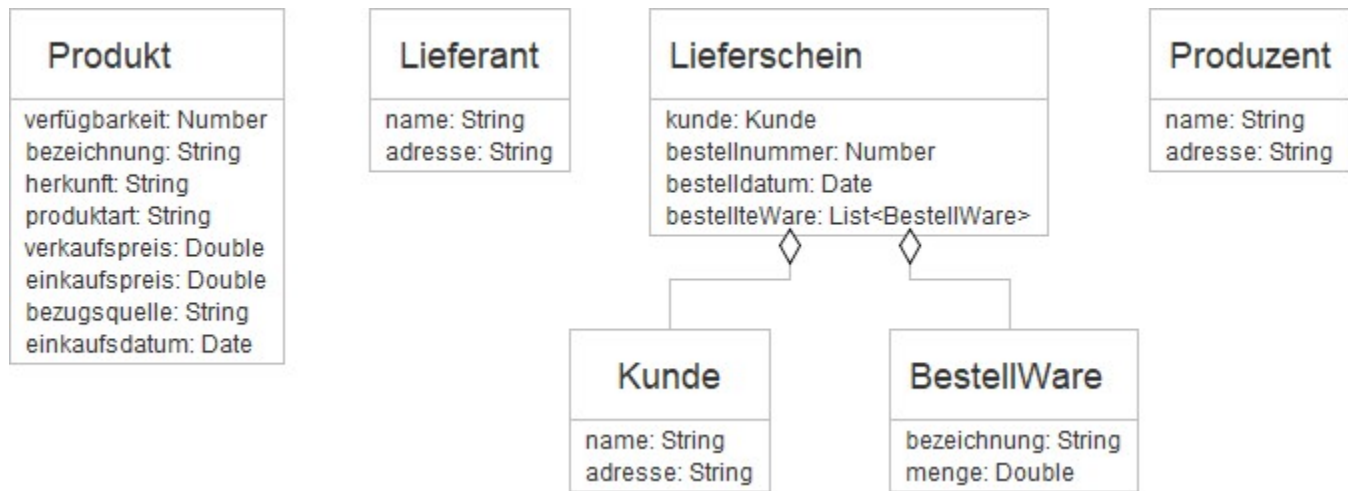 Produkt
verfügbarkeit: Number
bezeichnung: String
herkunft: String
produktart: String
verkaufspreis: Double
einkaufspreis: Double
bezugsquelle: String
einkaufsdatum: Date
Lieferant
name: String
adresse: String
Lieferschein
kunde: Kunde
bestellnummer: Number
bestelldatum: Date
bestellteWare: List<BestellWare>
Produzent
name: String
adresse: String
Kunde
name: String
adresse: String
BestellWare
bezeichnung: String
menge: Double